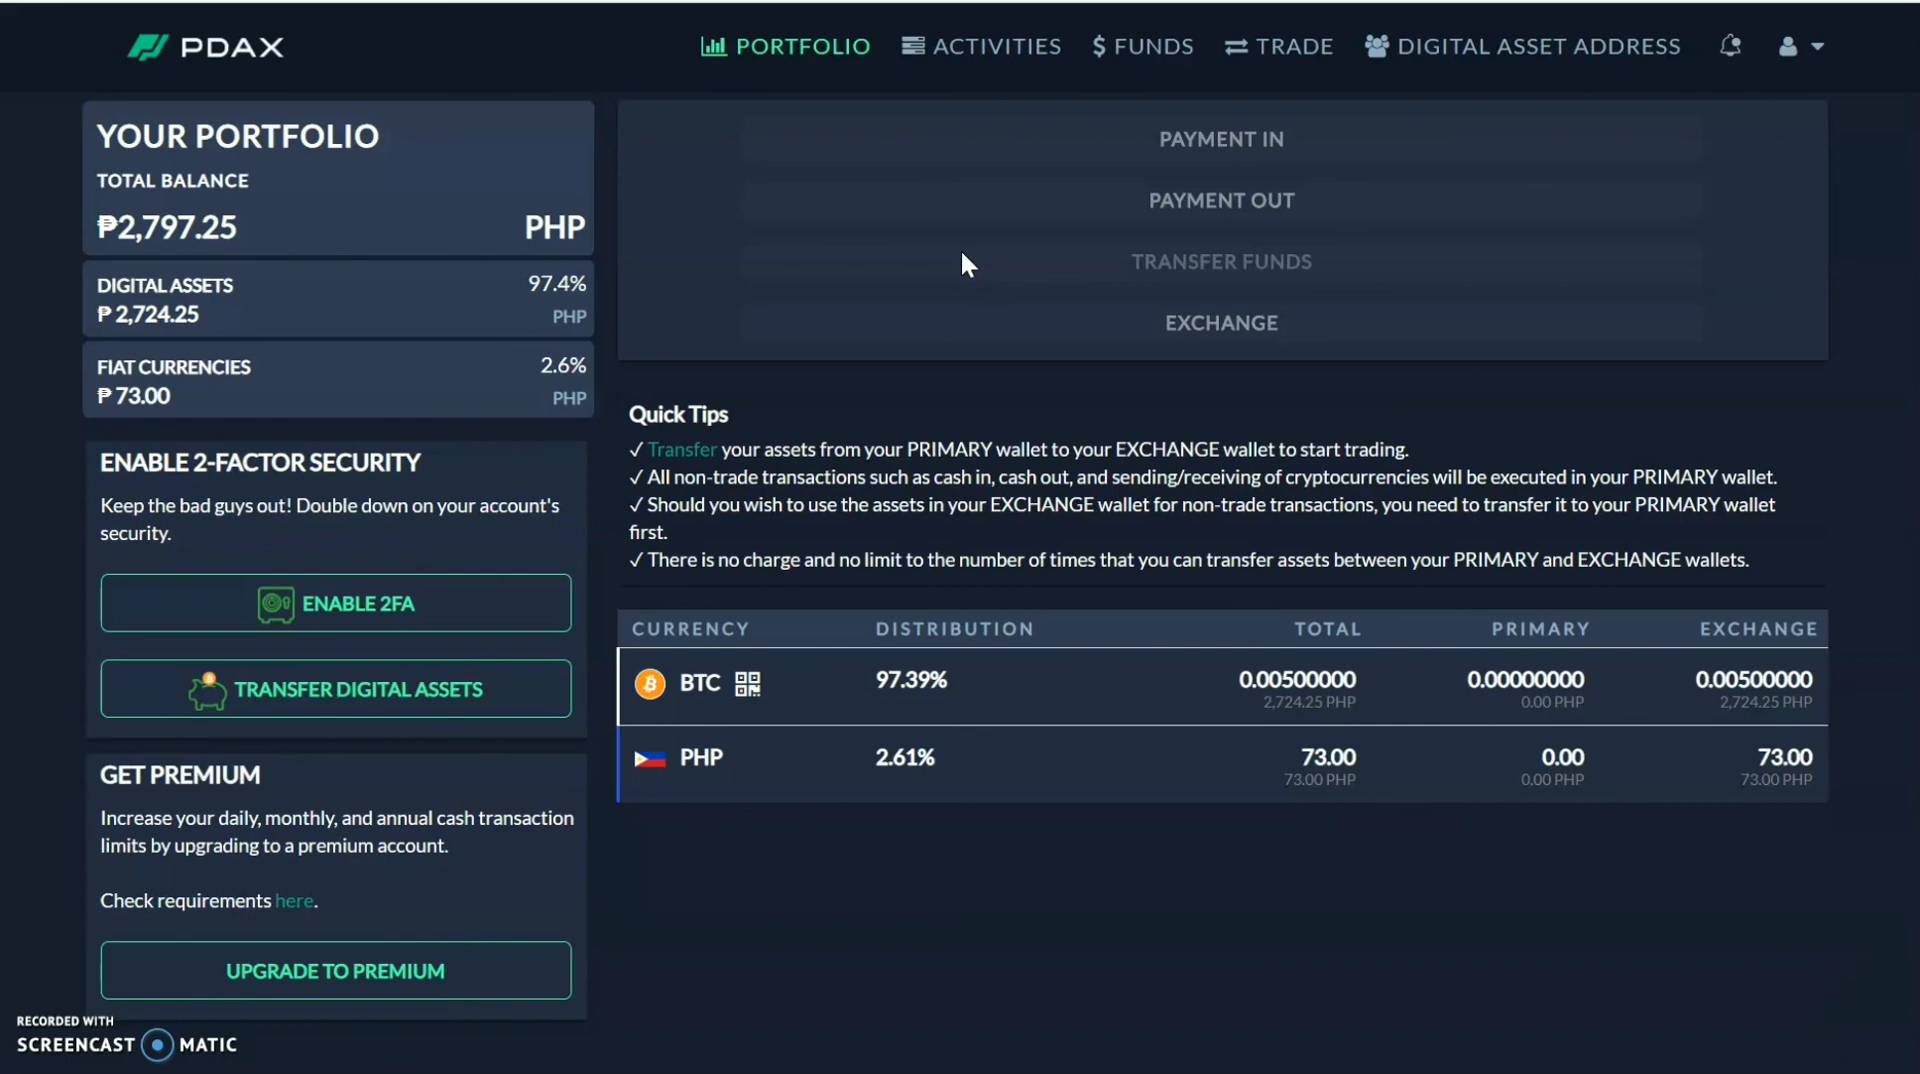 PDAX
PORTFOLIO ACTIVITIES $ FUNDS TRADE DIGITAL ASSET ADDRESS
YOUR PORTFOLIO
TOTAL BALANCE
₱2,797.25 PHP
DIGITAL ASSETS 97.4%
₱ 2,724.25 PHP
FIAT CURRENCIES 2.6%
₱ 73.00 PHP
ENABLE 2-FACTOR SECURITY
Keep the bad guys out! Double down on your account's
security.
ENABLE 2FA
TRANSFER DIGITAL ASSETS
GET PREMIUM
Increase your daily, monthly, and annual cash transaction
limits by upgrading to a premium account.
Check requirements here.
UPGRADE TO PREMIUM
PAYMENT IN
PAYMENT OUT
TRANSFER FUNDS
EXCHANGE
Quick Tips
✓ Transfer your assets from your PRIMARY wallet to your EXCHANGE wallet to start trading.
✓ All non-trade transactions such as cash in, cash out, and sending/receiving of cryptocurrencies will be executed in your PRIMARY wallet.
✓ Should you wish to use the assets in your EXCHANGE wallet for non-trade transactions, you need to transfer it to your PRIMARY wallet
first.
✓ There is no charge and no limit to the number of times that you can transfer assets between your PRIMARY and EXCHANGE wallets.
CURRENCY DISTRIBUTION TOTAL PRIMARY EXCHANGE
BTC 97.39% 0.00500000 0.00000000 0.00500000
2,724.25 PHP 0.00 PHP 2,724.25 PHP
PHP 2.61% 73.00 0.00 73.00
73.00 PHP 0.00 PHP 73.00 PHP
RECORDED WITH
SCREENCAST MATIC